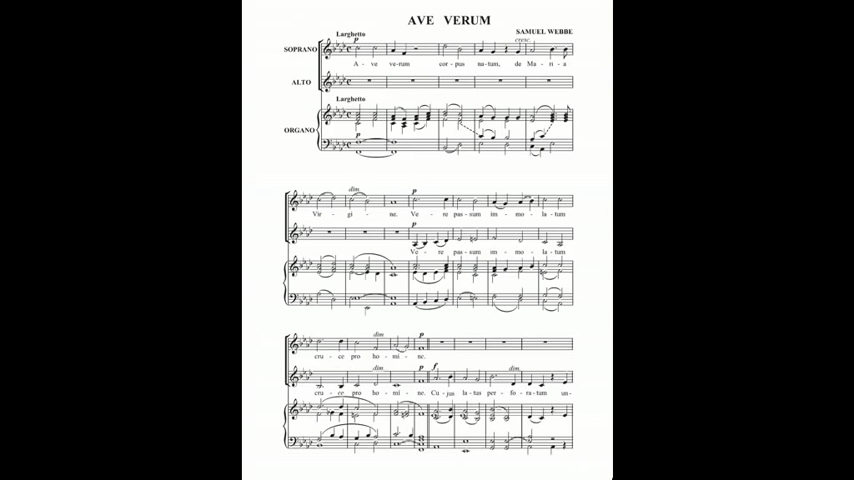 AVE VERUM
SAMUEL WEBBE
Larghetto
p
cresc.
SOPRANO
A - ve verum cor - pus na - tum, de Ma - ri - a
ALTO
Larghetto
ORGANO
p
dim.
p
Vir - gi - ne. Ve - re pas - sum im - mo - la - tum
p
Ve - re pas - sum im - mo - la - tum
dim
p
cru - ce pro ho - mi - ne.
dim.
p
f
dim.
cru - ce pro ho - mi - ne. Cu - jus la - tus per - fo - ra - tum un -